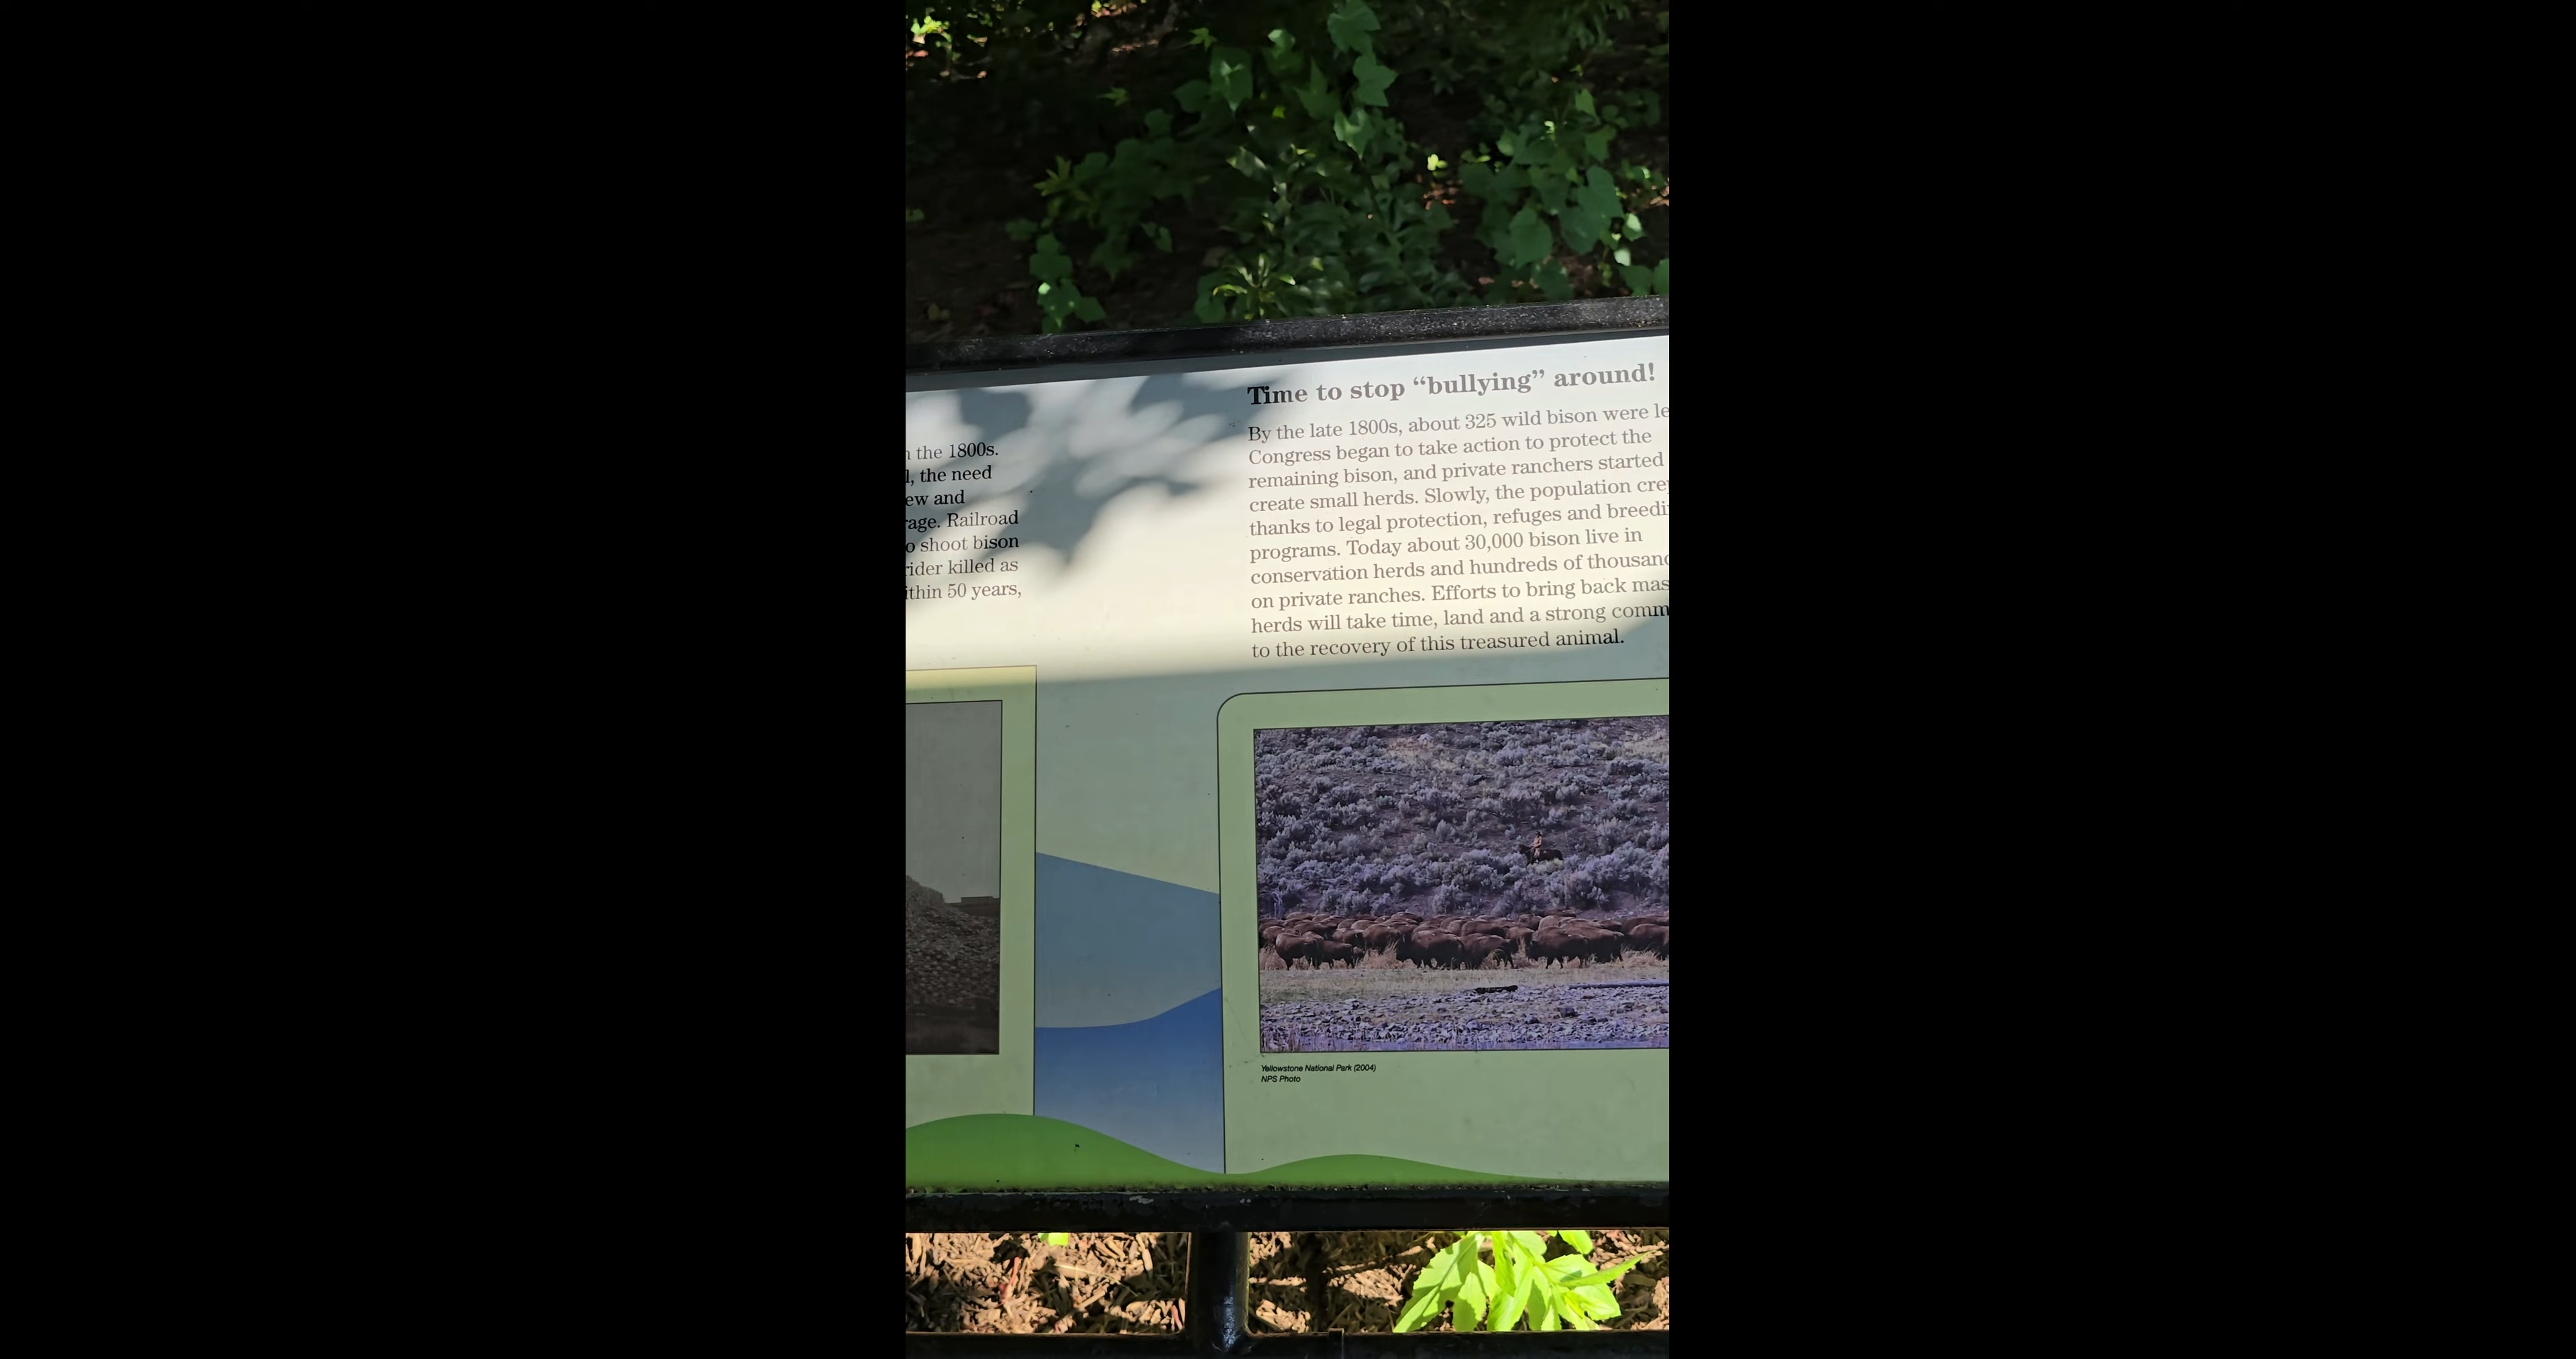 the 1800s.
the need
and
Railroad
shoot bison
killed as
50 years,
Time to stop “bullying” around!
By the late 1800s, about 325 wild bison were
Congress began to take action to protect the
remaining bison, and private ranchers started
create small herds. Slowly, the population
thanks to legal protection, refuges and
programs. Today about 30,000 bison live in
conservation herds and hundreds of
on private ranches. Efforts to bring back
herds will take time, land and a strong
to the recovery of this treasured animal.
Yellowstone National Park (2004)
NPS Photo